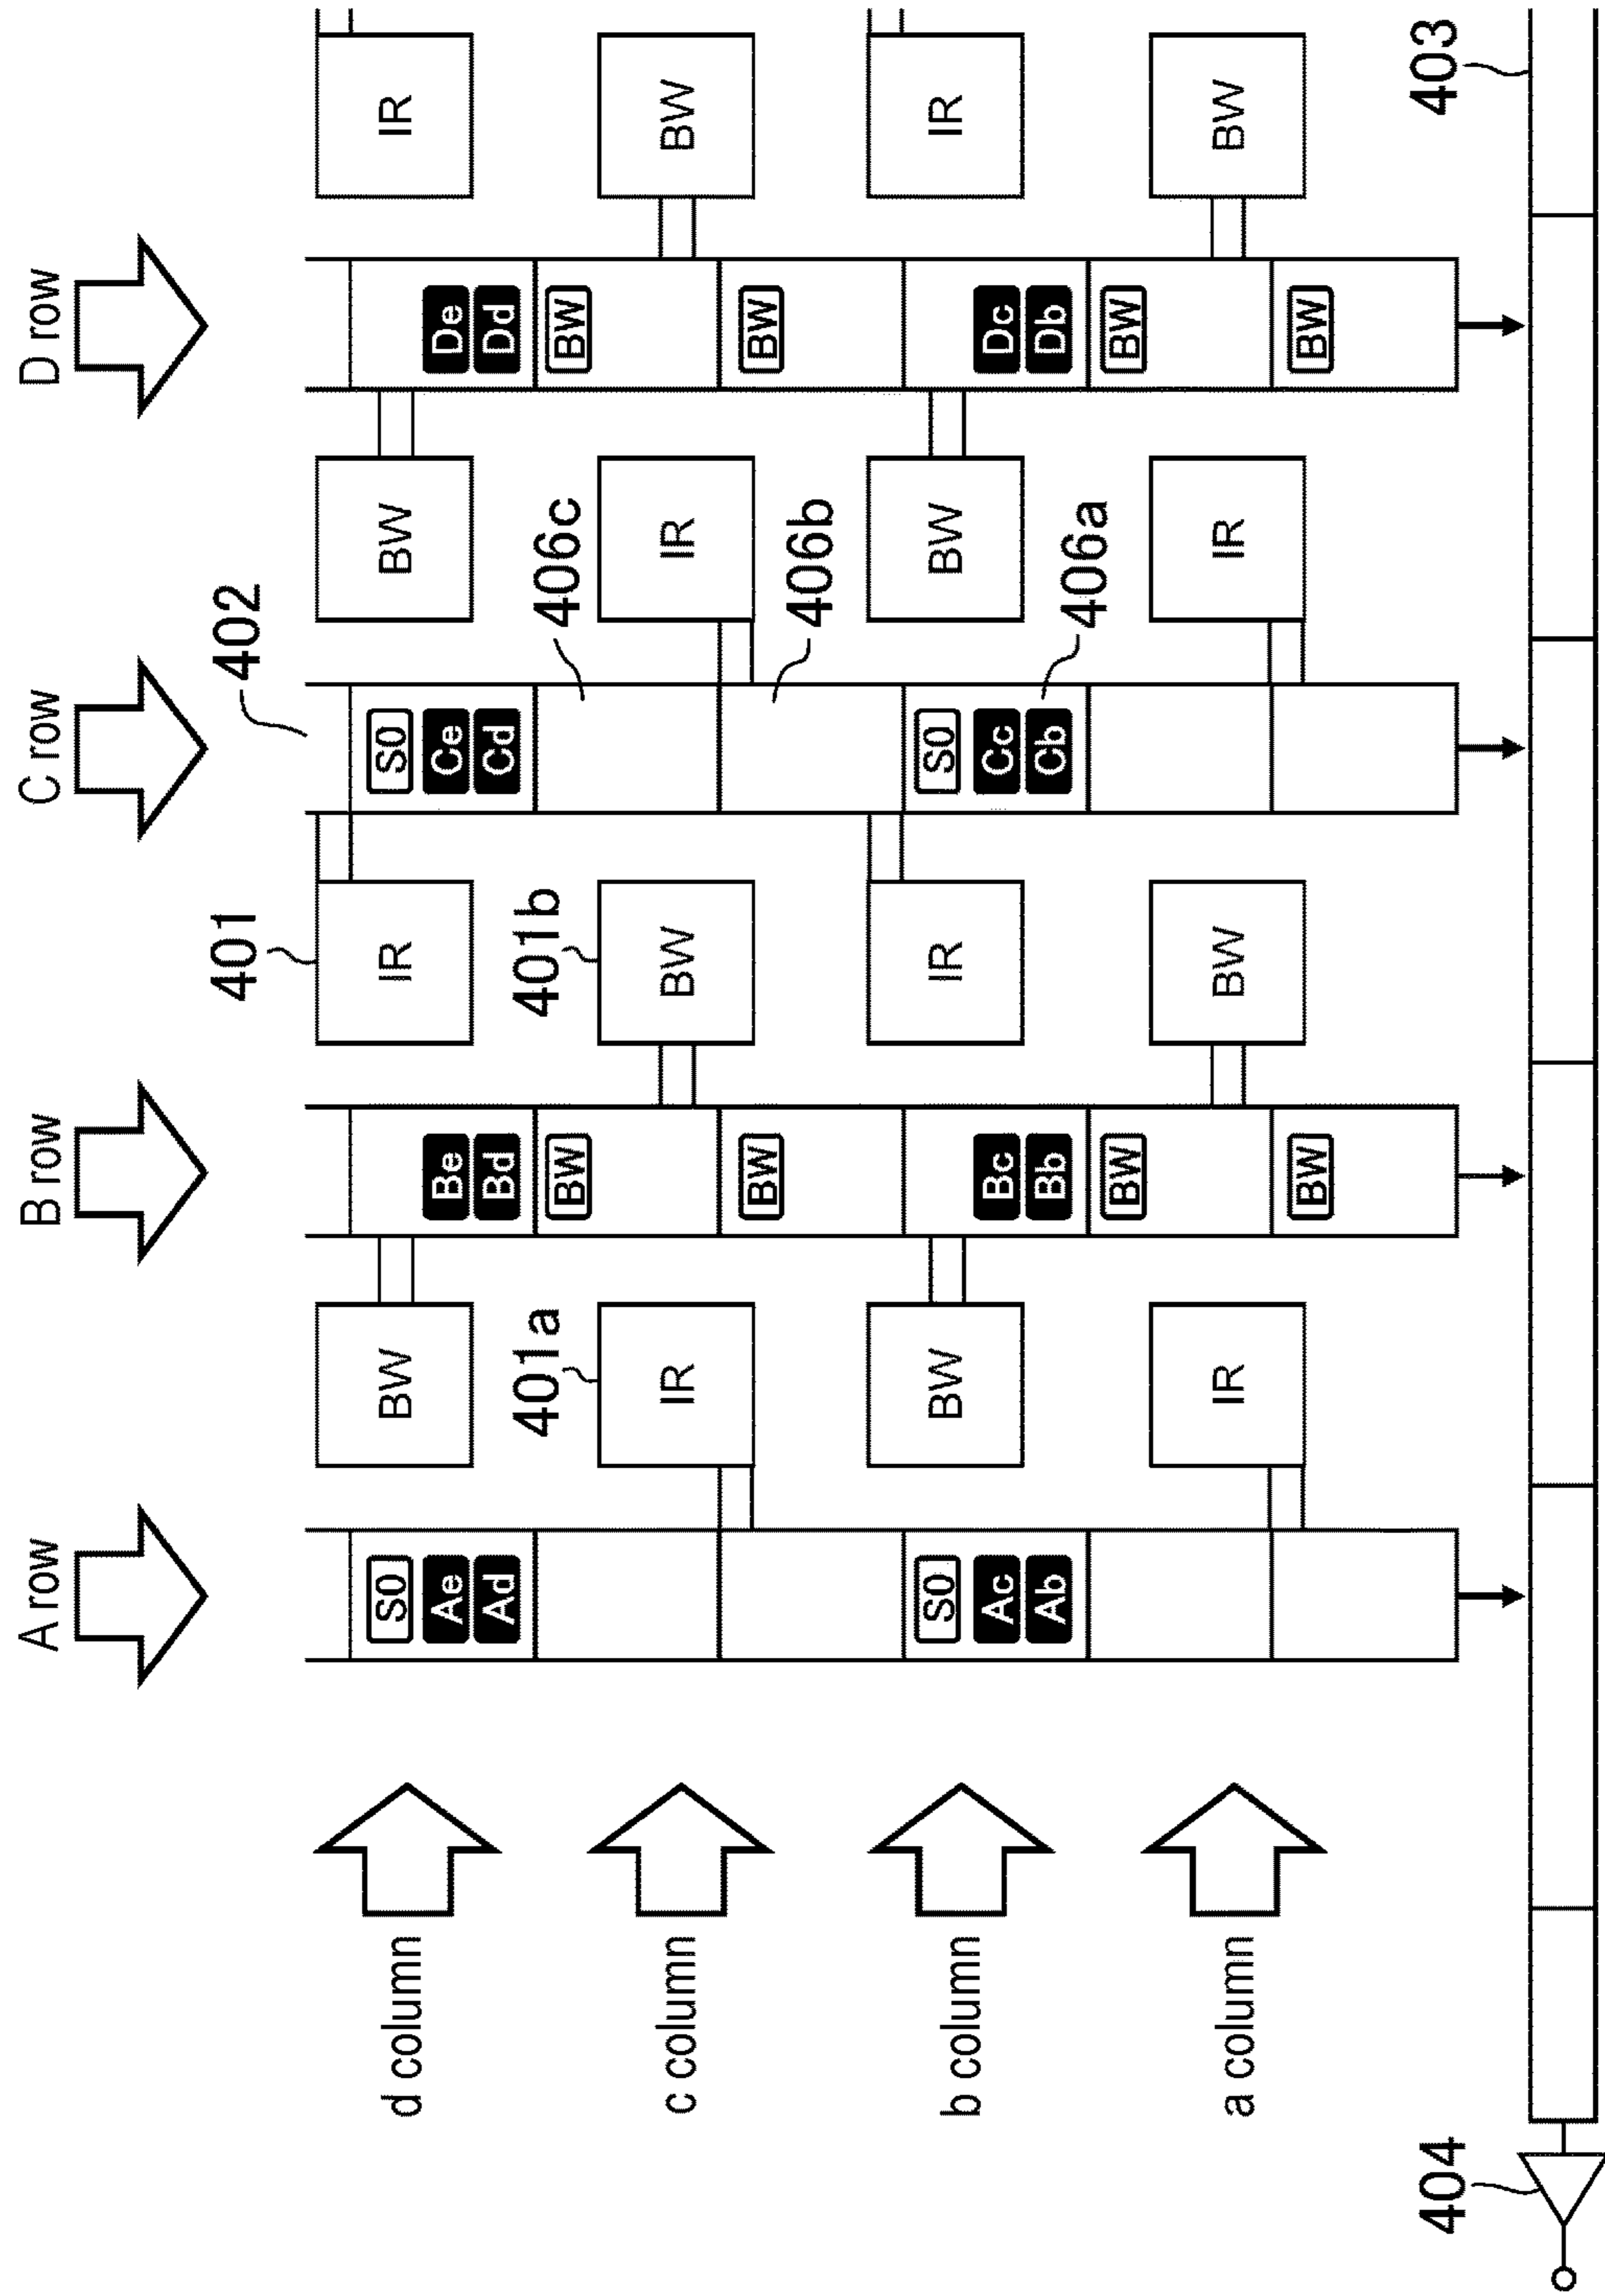 A row
B row
C row
D row
401
402
d column
S0
BW
IR
S0
BW
IR
Ae
Be
Ce
De
Ad
Bd
Cd
Dd
401a
401b
406c
BW
BW
c column
IR
BW
IR
BW
BW
BW
406b
b column
S0
BW
IR
S0
BW
IR
Ac
Bc
Cc
Dc
Ab
Bb
Cb
Db
406a
BW
BW
a column
IR
BW
IR
BW
BW
BW
404
403